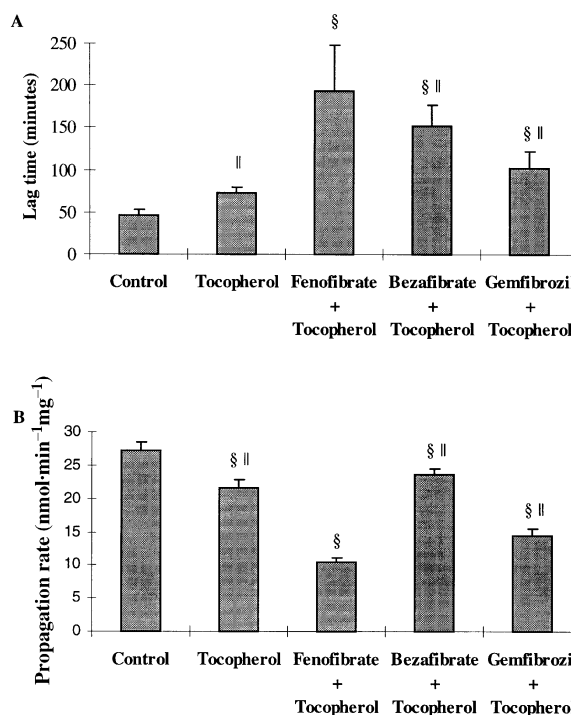 A
Lag time (minutes)
250
200
150
100
50
0
§
§ ||
§ ||
||
Control Tocopherol Fenofibrate Bezafibrate Gemfibrozi
+ + +
Tocopherol Tocopherol Tocopherol
B
Propagation rate (nmol·min⁻¹mg⁻¹)
30
25
20
15
10
5
0
§ ||
§
§ ||
§ ||
Control Tocopherol Fenofibrate Bezafibrate Gemfibrozi
+ + +
Tocopherol Tocopherol Tocophero